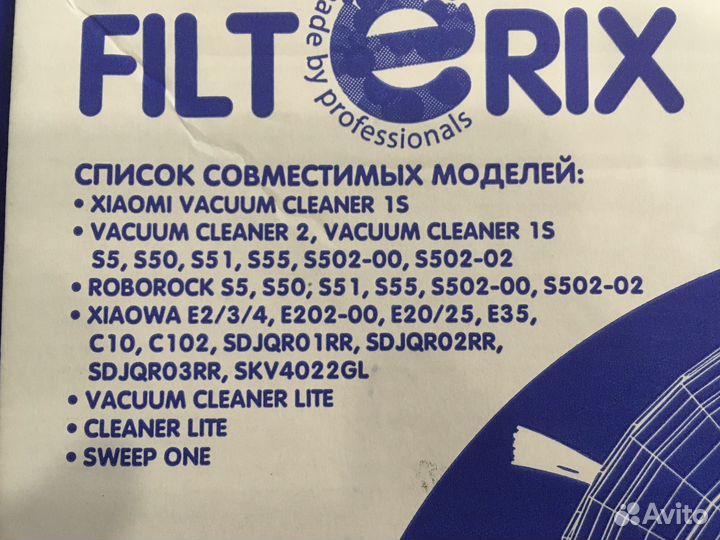 FILTERIX
made by professionals
СПИСОК СОВМЕСТИМЫХ МОДЕЛЕЙ:
• XIAOMI VACUUM CLEANER 1S
• VACUUM CLEANER 2, VACUUM CLEANER 1S
S5, S50, S51, S55, S502-00, S502-02
• ROBOROCK S5, S50; S51, S55, S502-00, S502-02
• XIAOWA E2/3/4, E202-00, E20/25, E35,
C10, C102, SDJQR01RR, SDJQR02RR,
SDJQR03RR, SKV4022GL
• VACUUM CLEANER LITE
• CLEANER LITE
• SWEEP ONE
Avito